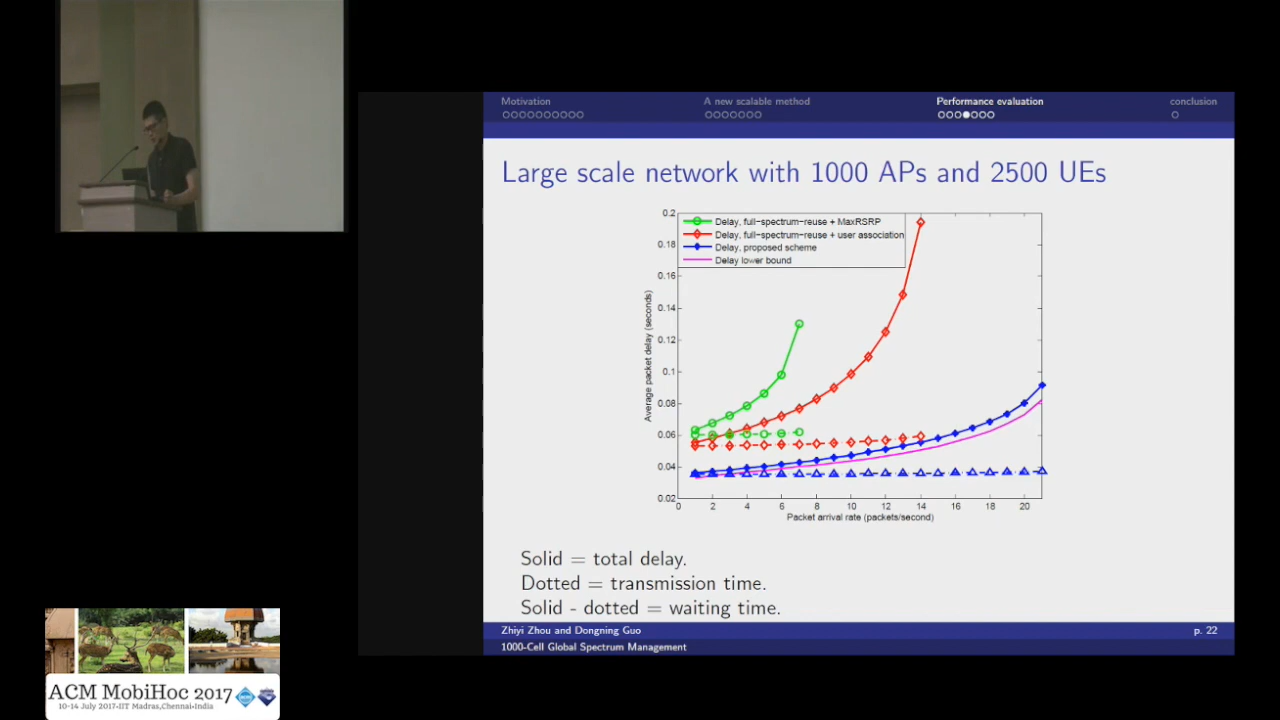 Motivation
A new scalable method
Performance evaluation
conclusion
Large scale network with 1000 APs and 2500 UEs
Delay, full-spectrum-reuse + MaxRSRP
Delay, full-spectrum-reuse + user association
Delay, proposed scheme
Delay lower bound
0.2
0.18
0.16
0.14
0.12
0.1
0.08
0.06
0.04
0.02
Average packet delay (seconds)
0 2 4 6 8 10 12 14 16 18 20
Packet arrival rate (packets/second)
Solid = total delay.
Dotted = transmission time.
Solid - dotted = waiting time.
Zhiyi Zhou and Dongning Guo
p. 22
1000-Cell Global Spectrum Management
ACM MobiHoc 2017
10-14 July 2017-IIT Madras,Chennai-India